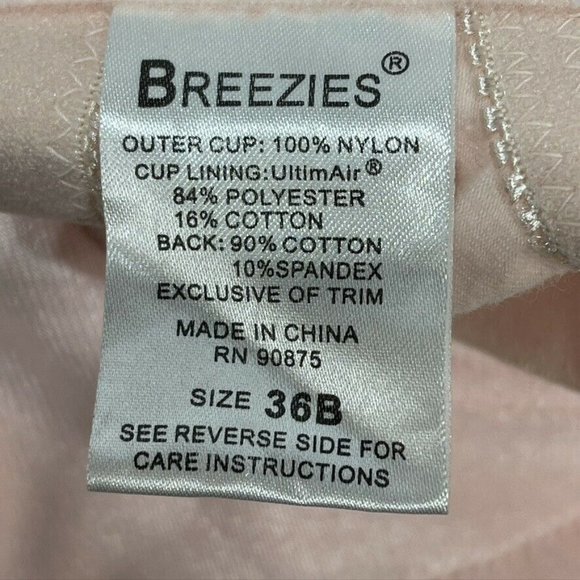 BREEZIES®
OUTER CUP: 100% NYLON
CUP LINING:UltimAir®
84% POLYESTER
16% COTTON
BACK: 90% COTTON
10%SPANDEX
EXCLUSIVE OF TRIM
MADE IN CHINA
RN 90875
SIZE 36B
SEE REVERSE SIDE FOR
CARE INSTRUCTIONS